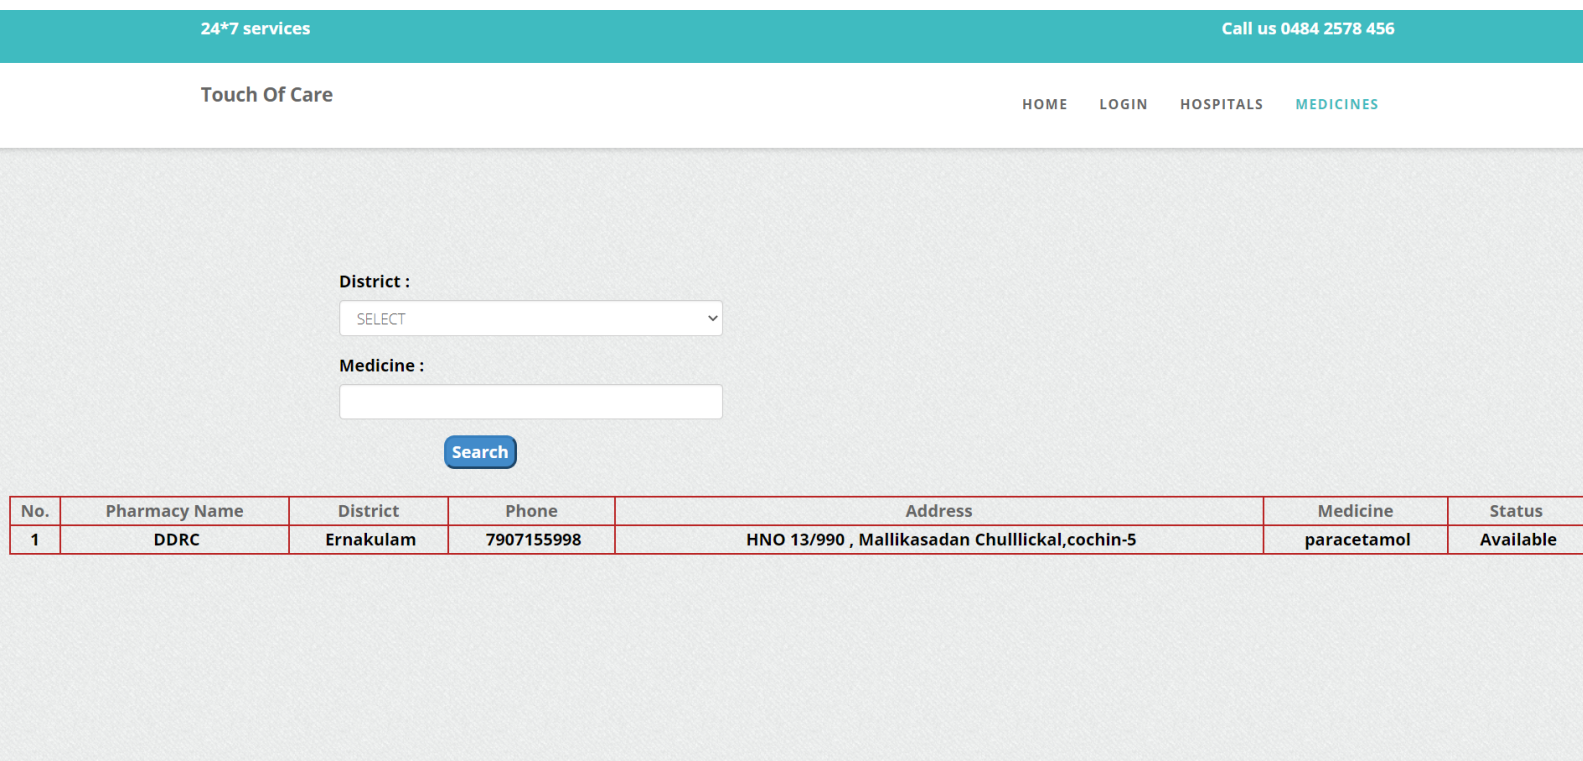 24*7 services Call us 0484 2578 456
Touch Of Care
HOME LOGIN HOSPITALS MEDICINES
District :
SELECT
Medicine :
Search
No. Pharmacy Name District Phone Address Medicine Status
1 DDRC Ernakulam 7907155998 HNO 13/990 , Mallikasadan Chulllickal,cochin-5 paracetamol Available